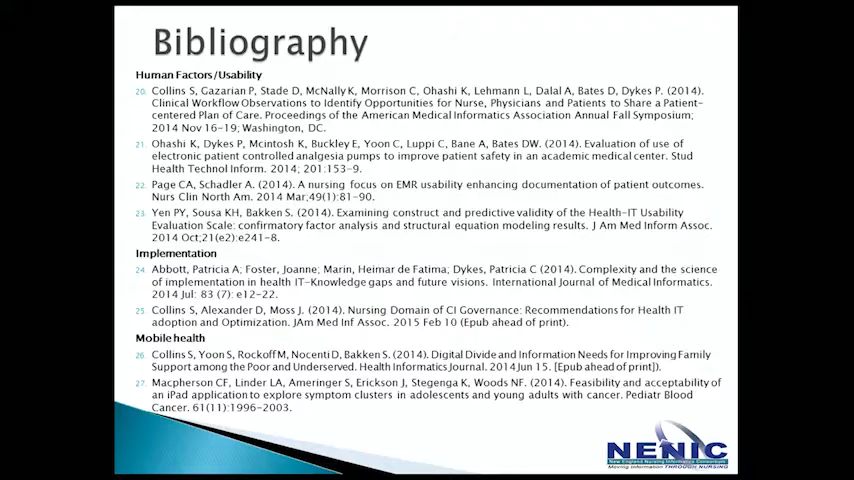 Bibliography
Human Factors/Usability
20. Collins S, Gazarian P, Stade D, McNally K, Morrison C, Ohashi K, Lehmann L, Dalal A, Bates D, Dykes P. (2014).
Clinical Workflow Observations to Identify Opportunities for Nurse, Physicians and Patients to Share a Patient-
centered Plan of Care. Proceedings of the American Medical Informatics Association Annual Fall Symposium;
2014 Nov 16-19; Washington, DC.
21. Ohashi K, Dykes P, Mcintosh K, Buckley E, Yoon C, Luppi C, Bane A, Bates DW. (2014). Evaluation of use of
electronic patient controlled analgesia pumps to improve patient safety in an academic medical center. Stud
Health Technol Inform. 2014; 201:153-9.
22. Page CA, Schadler A. (2014). A nursing focus on EMR usability enhancing documentation of patient outcomes.
Nurs Clin North Am. 2014 Mar;49(1):81-90.
23. Yen PY, Sousa KH, Bakken S. (2014). Examining construct and predictive validity of the Health-IT Usability
Evaluation Scale: confirmatory factor analysis and structural equation modeling results. J Am Med Inform Assoc.
2014 Oct;21(e2):e241-8.
Implementation
24. Abbott, Patricia A; Foster, Joanne; Marin, Heimar de Fatima; Dykes, Patricia C (2014). Complexity and the science
of implementation in health IT-Knowledge gaps and future visions. International Journal of Medical Informatics.
2014 Jul: 83 (7): e12-22.
25. Collins S, Alexander D, Moss J. (2014). Nursing Domain of CI Governance: Recommendations for Health IT
adoption and Optimization. JAm Med Inf Assoc. 2015 Feb 10 (Epub ahead of print).
Mobile health
26. Collins S, Yoon S, Rockoff M, Nocenti D, Bakken S. (2014). Digital Divide and Information Needs for Improving Family
Support among the Poor and Underserved. Health Informatics Journal. 2014 Jun 15. [Epub ahead of print]).
27. Macpherson CF, Linder LA, Ameringer S, Erickson J, Stegenga K, Woods NF. (2014). Feasibility and acceptability of
an iPad application to explore symptom clusters in adolescents and young adults with cancer. Pediatr Blood
Cancer. 61(11):1996-2003.
NENIC
New England Nursing Informatics Consortium
Moving Information THROUGH NURSING